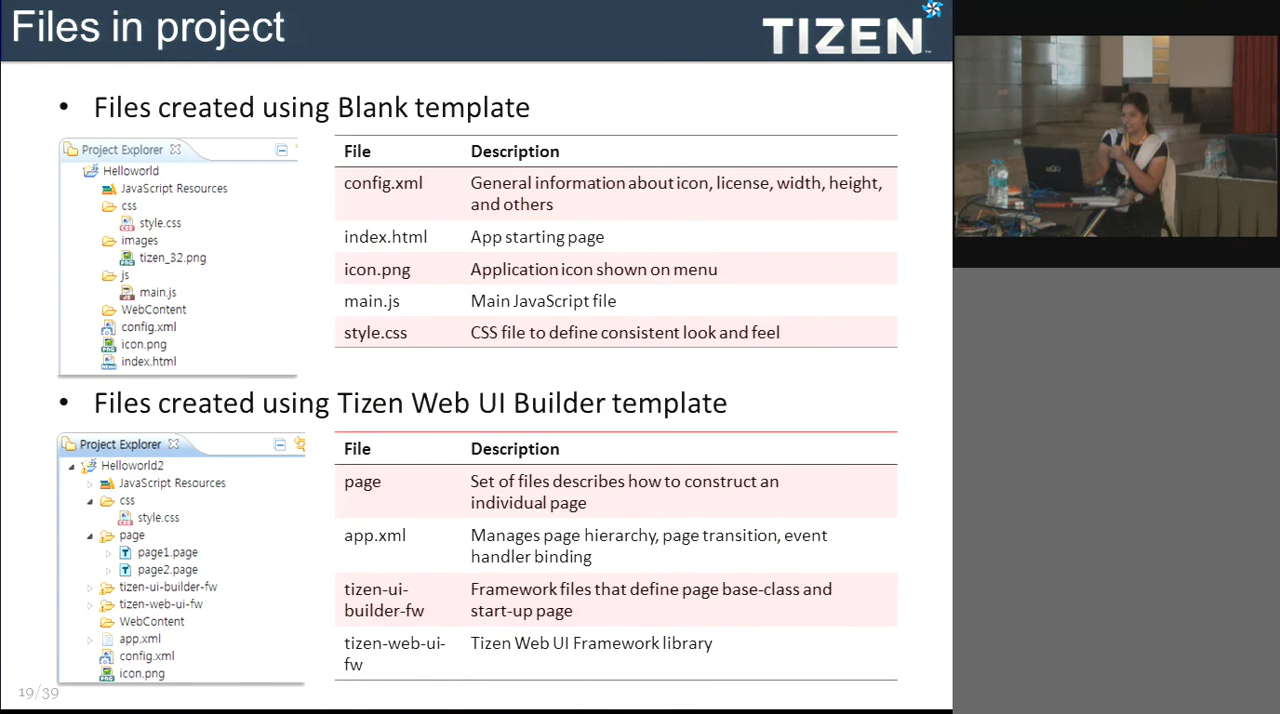 Files in project
TIZEN™
• Files created using Blank template
Project Explorer
Helloworld
JavaScript Resources
css
style.css
images
tizen_32.png
js
main.js
WebContent
config.xml
icon.png
index.html
File Description
config.xml General information about icon, license, width, height,
and others
index.html App starting page
icon.png Application icon shown on menu
main.js Main JavaScript file
style.css CSS file to define consistent look and feel
• Files created using Tizen Web UI Builder template
Project Explorer
Helloworld2
JavaScript Resources
css
style.css
page
page1.page
page2.page
tizen-ui-builder-fw
tizen-web-ui-fw
WebContent
app.xml
config.xml
icon.png
File Description
page Set of files describes how to construct an
individual page
app.xml Manages page hierarchy, page transition, event
handler binding
tizen-ui- Framework files that define page base-class and
builder-fw start-up page
tizen-web-ui- Tizen Web UI Framework library
fw
19/39